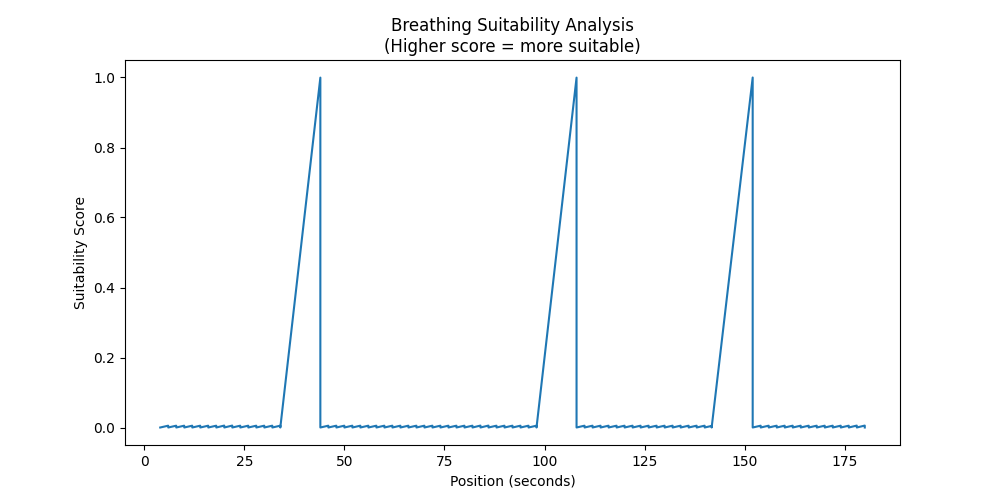 Breathing Suitability Analysis
(Higher score = more suitable)
1.0
0.8
0.6
0.4
0.2
0.0
Suitability Score
0 25 50 75 100 125 150 175
Position (seconds)